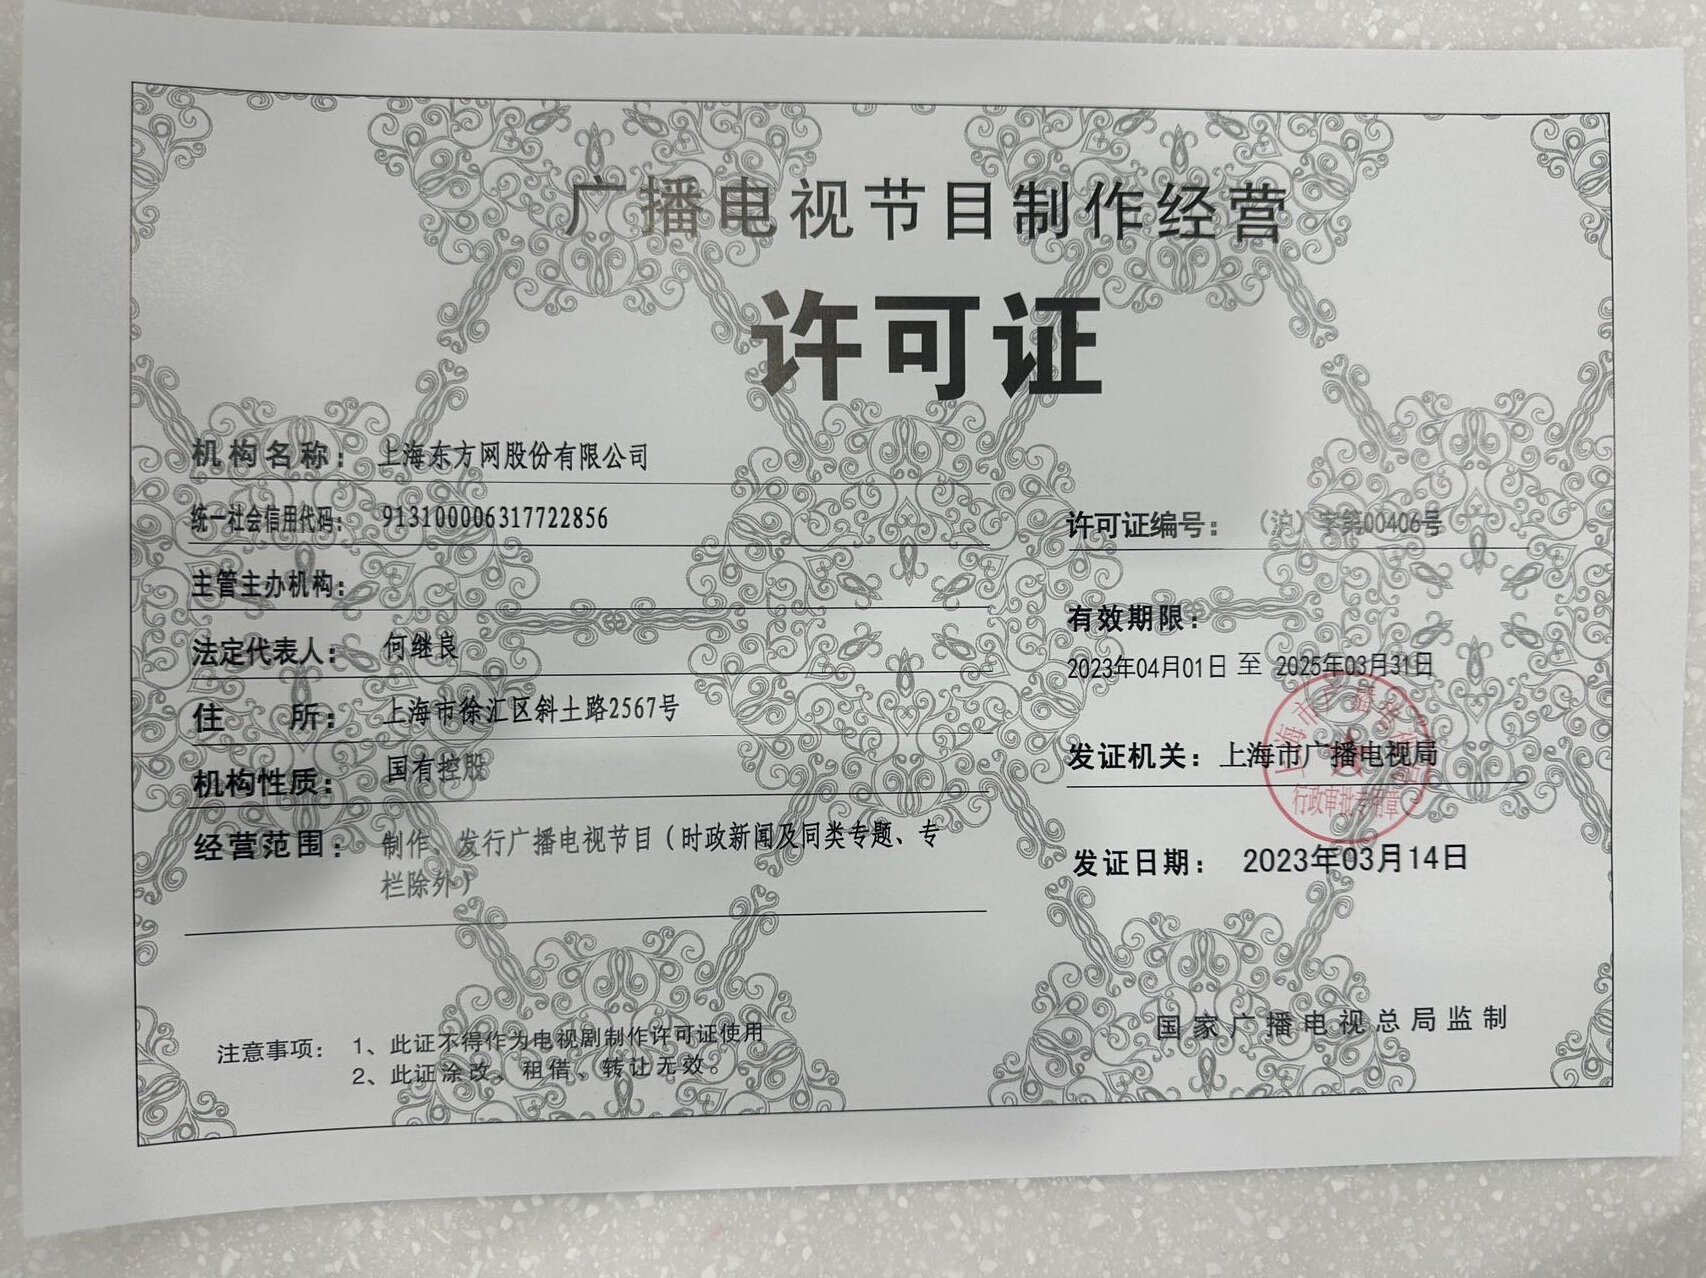 广播电视节目制作经营
许可证
机构名称：上海东方网股份有限公司
统一社会信用代码：913100006317722856
主管主办机构：
法定代表人：何继良
住 所：上海市徐汇区斜土路2567号
机构性质：国有控股
经营范围：制作、发行广播电视节目（时政新闻及同类专题、专
栏除外）
许可证编号：（沪）字第00406号
有效期限：
2023年04月01日 至 2025年03月31日
发证机关：上海市广播电视局
行政审批专用章
发证日期：2023年03月14日
国家广播电视总局监制
注意事项：1、此证不得作为电视剧制作许可证使用
2、此证涂改、租借、转让无效。